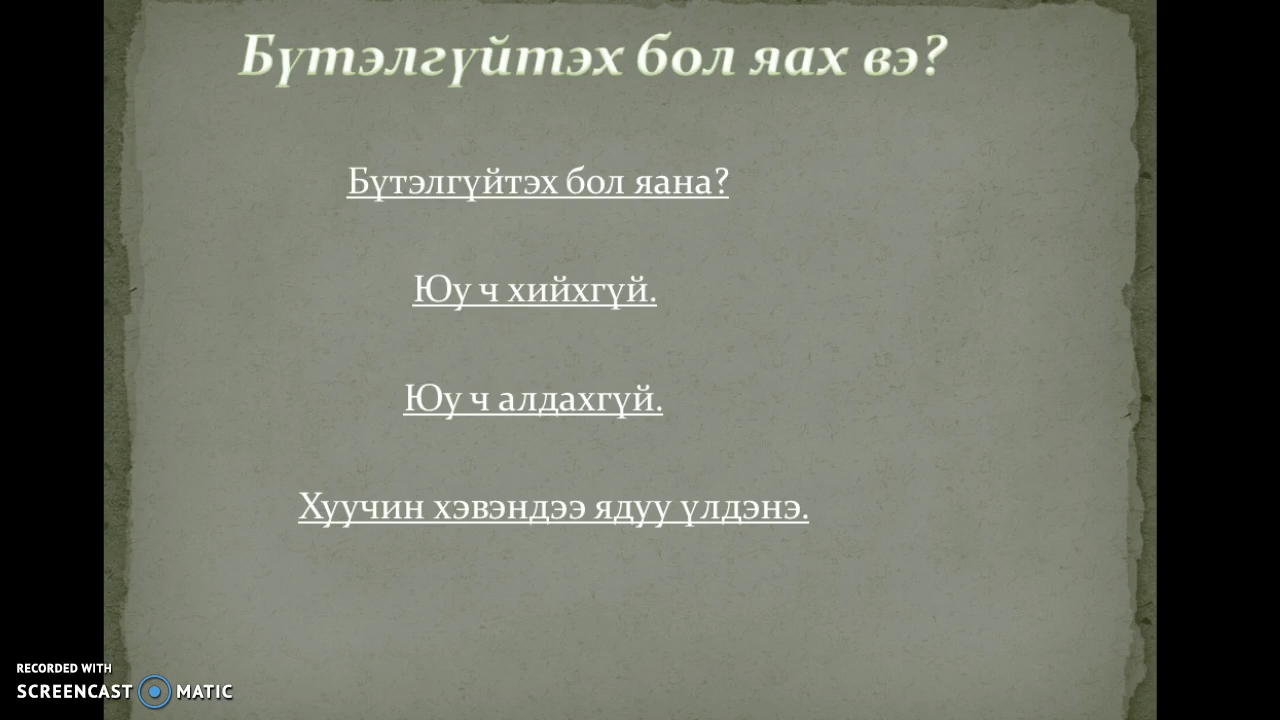 Бүтэлгүйтэх бол яах вэ?
Бүтэлгүйтэх бол яана?
Юу ч хийхгүй.
Юу ч алдахгүй.
Хуучин хэвэндээ ядуу үлдэнэ.
RECORDED WITH
SCREENCAST MATIC